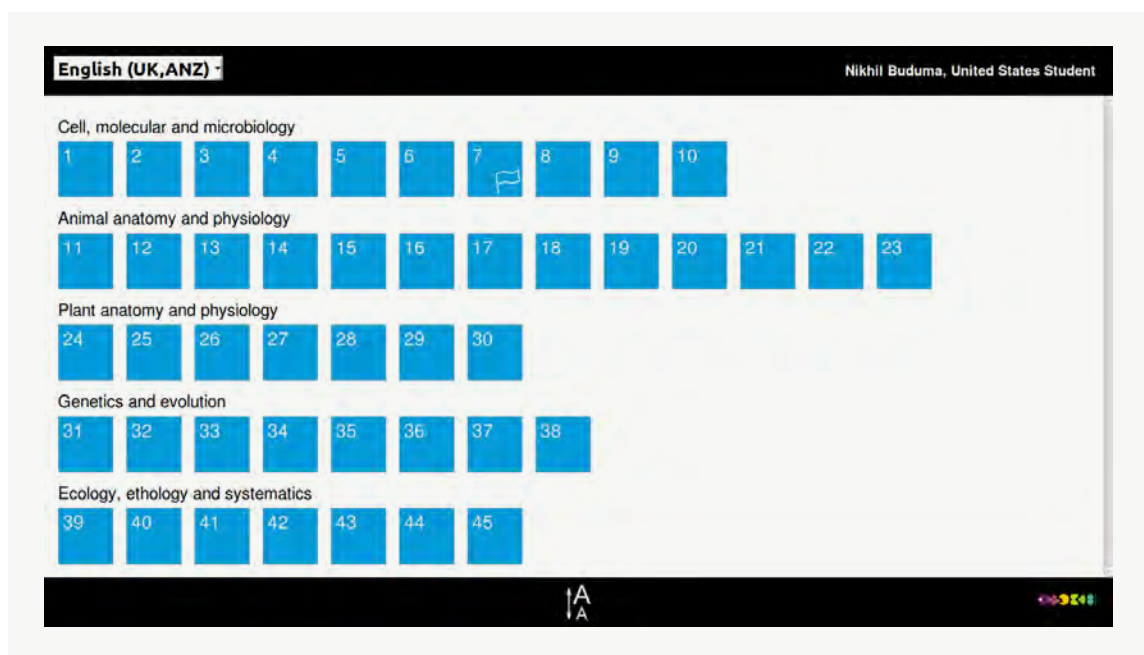 English (UK,ANZ)
Nikhil Buduma, United States Student
Cell, molecular and microbiology
1 2 3 4 5 6 7 8 9 10
Animal anatomy and physiology
11 12 13 14 15 16 17 18 19 20 21 22 23
Plant anatomy and physiology
24 25 26 27 28 29 30
Genetics and evolution
31 32 33 34 35 36 37 38
Ecology, ethology and systematics
39 40 41 42 43 44 45
A
A